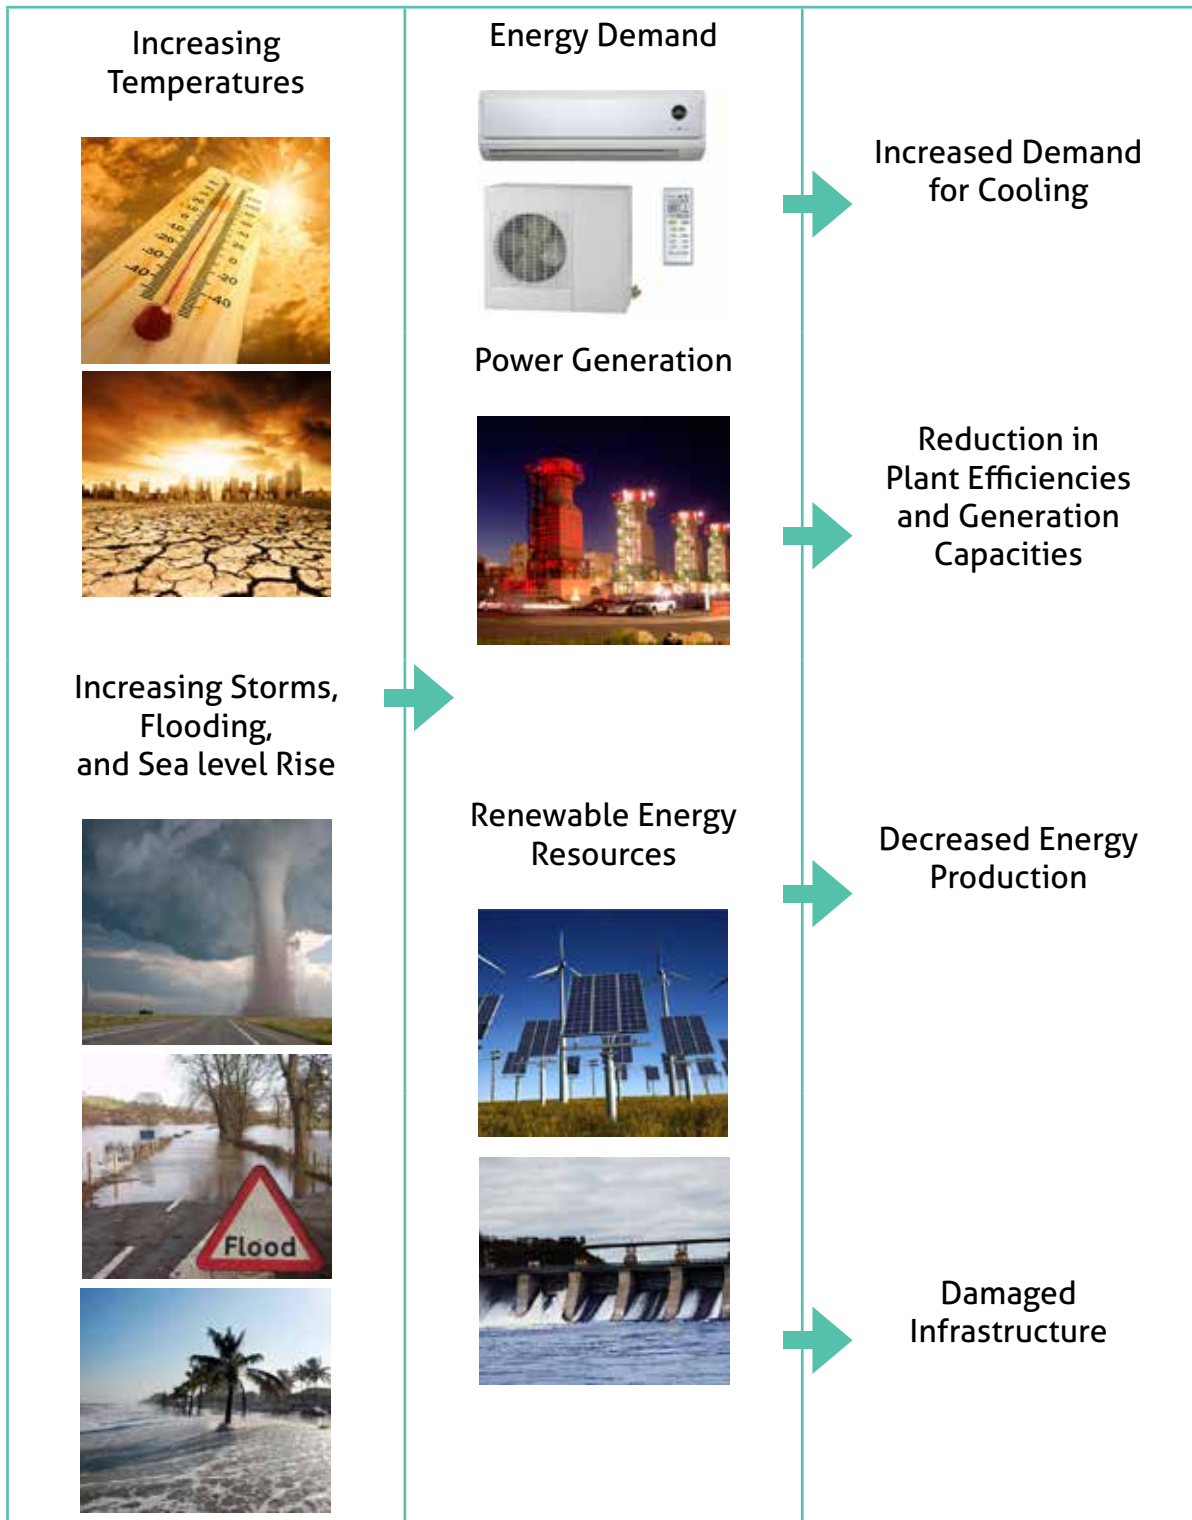 Increasing
Temperatures
Increasing Storms,
Flooding,
and Sea level Rise
Flood
Energy Demand
Power Generation
Renewable Energy
Resources
Increased Demand
for Cooling
Reduction in
Plant Efficiencies
and Generation
Capacities
Decreased Energy
Production
Damaged
Infrastructure